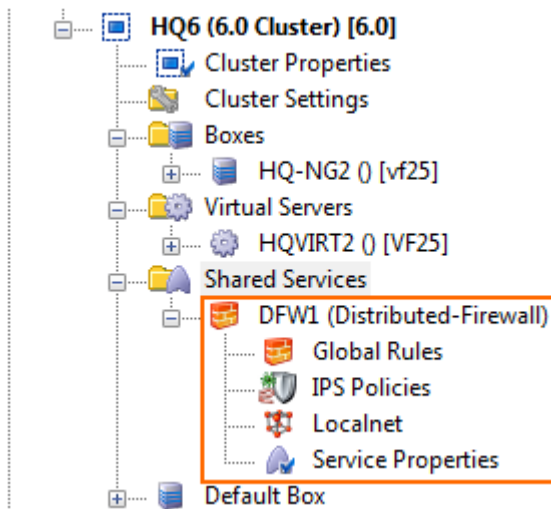 HQ6 (6.0 Cluster) [6.0]
Cluster Properties
Cluster Settings
Boxes
HQ-NG2 () [vf25]
Virtual Servers
HQVIRT2 () [VF25]
Shared Services
DFW1 (Distributed-Firewall)
Global Rules
IPS Policies
Localnet
Service Properties
Default Box